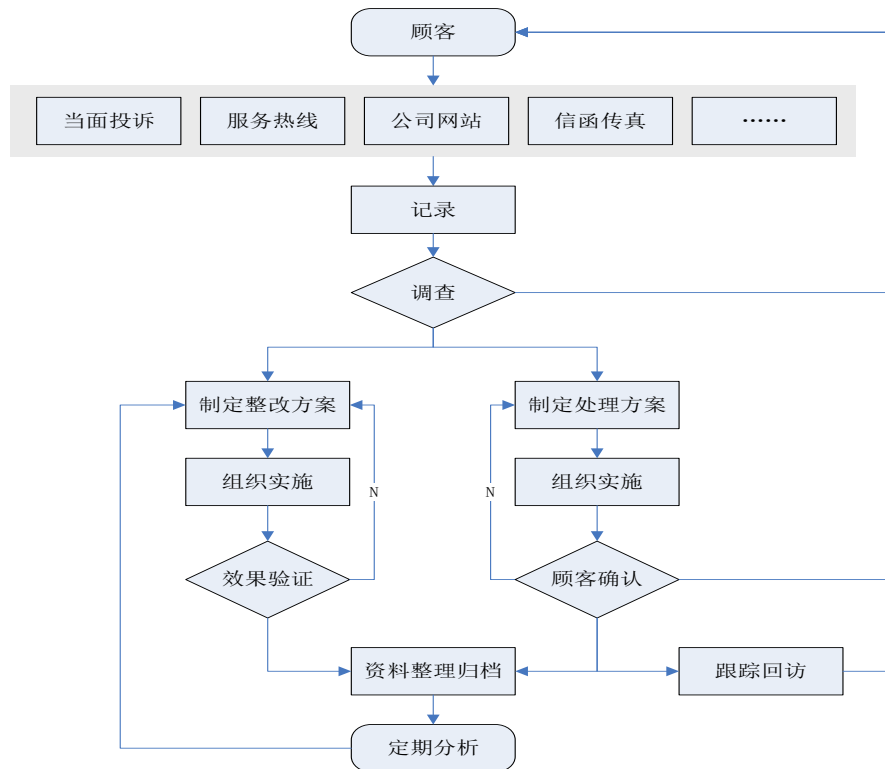 顾客
当面投诉
服务热线
公司网站
信函传真
······
记录
调查
制定整改方案
制定处理方案
组织实施
组织实施
N
N
效果验证
顾客确认
资料整理归档
跟踪回访
定期分析